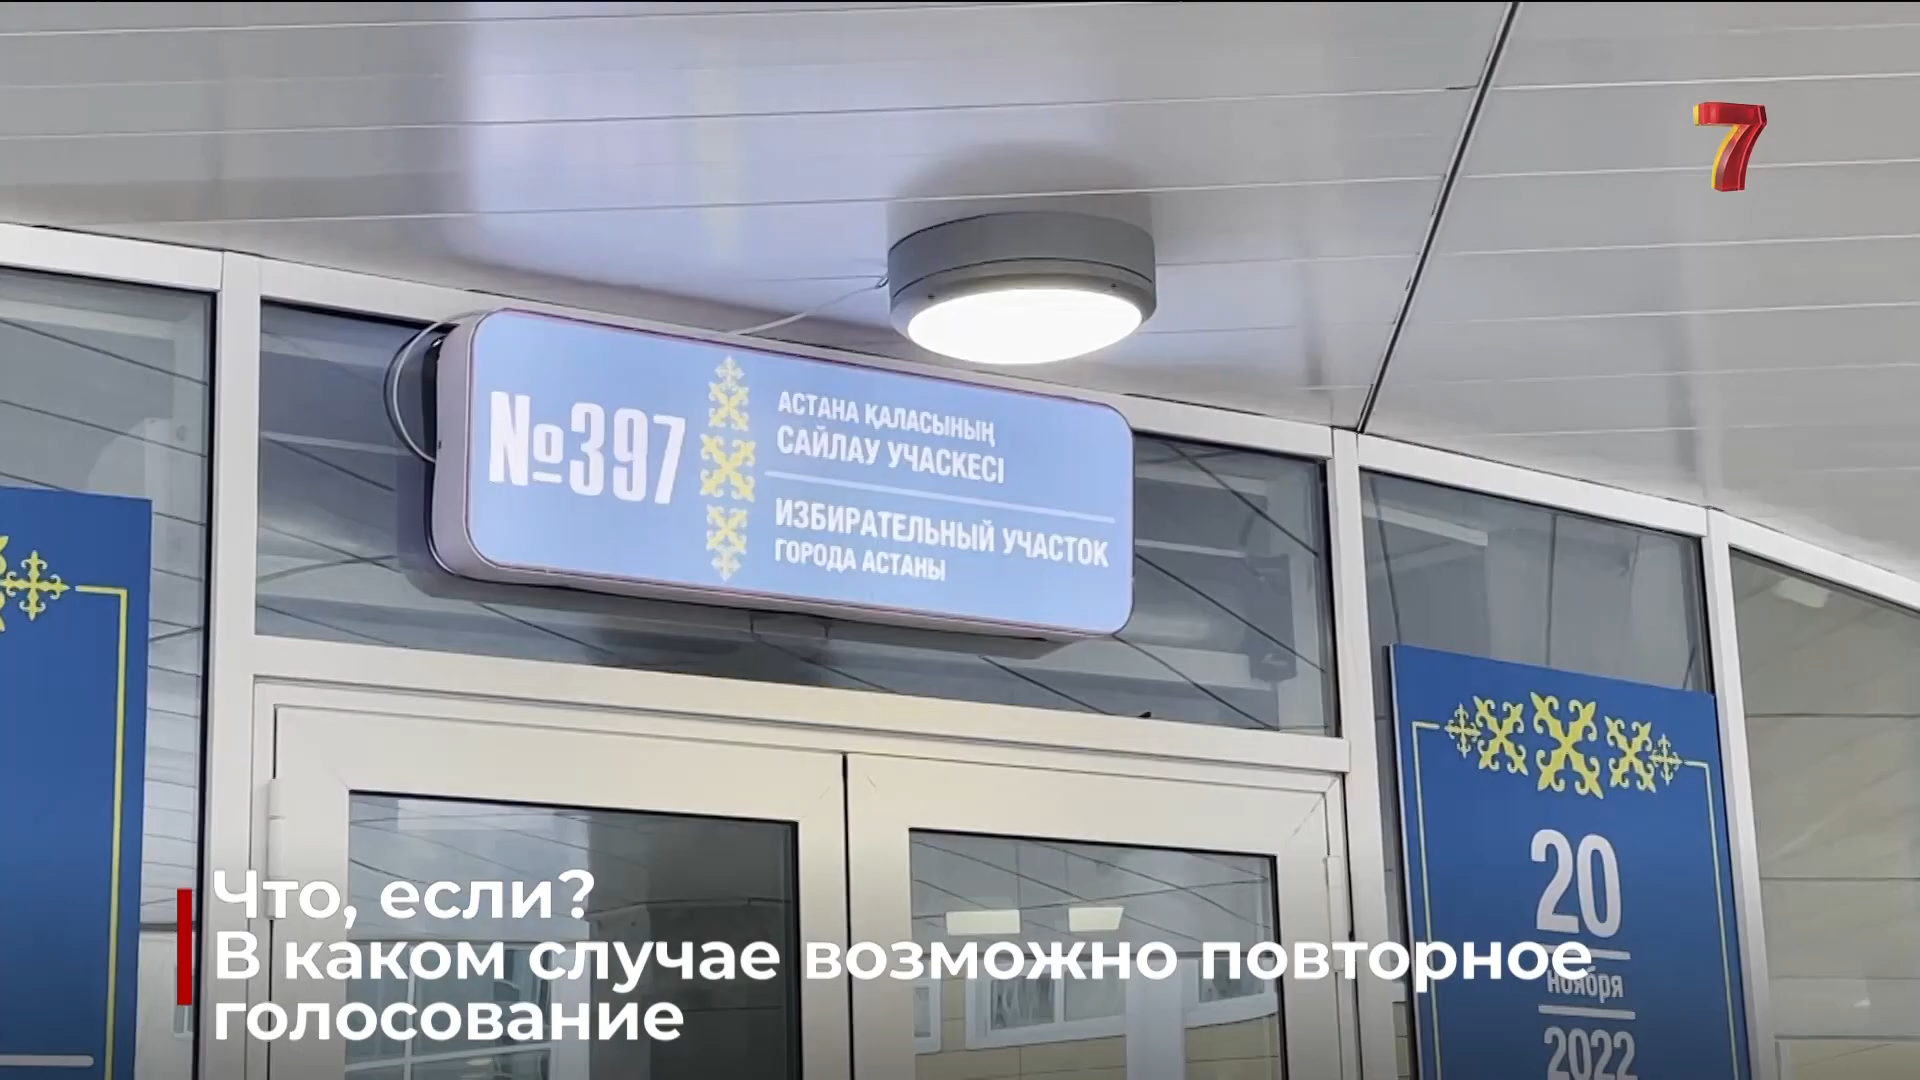 7
№397
АСТАНА ҚАЛАСЫНЫҢ
САЙЛАУ УЧАСКЕСІ
ИЗБИРАТЕЛЬНЫЙ УЧАСТОК
ГОРОДА АСТАНЫ
20
ноября
2022
Что, если?
В каком случае возможно повторное
голосование